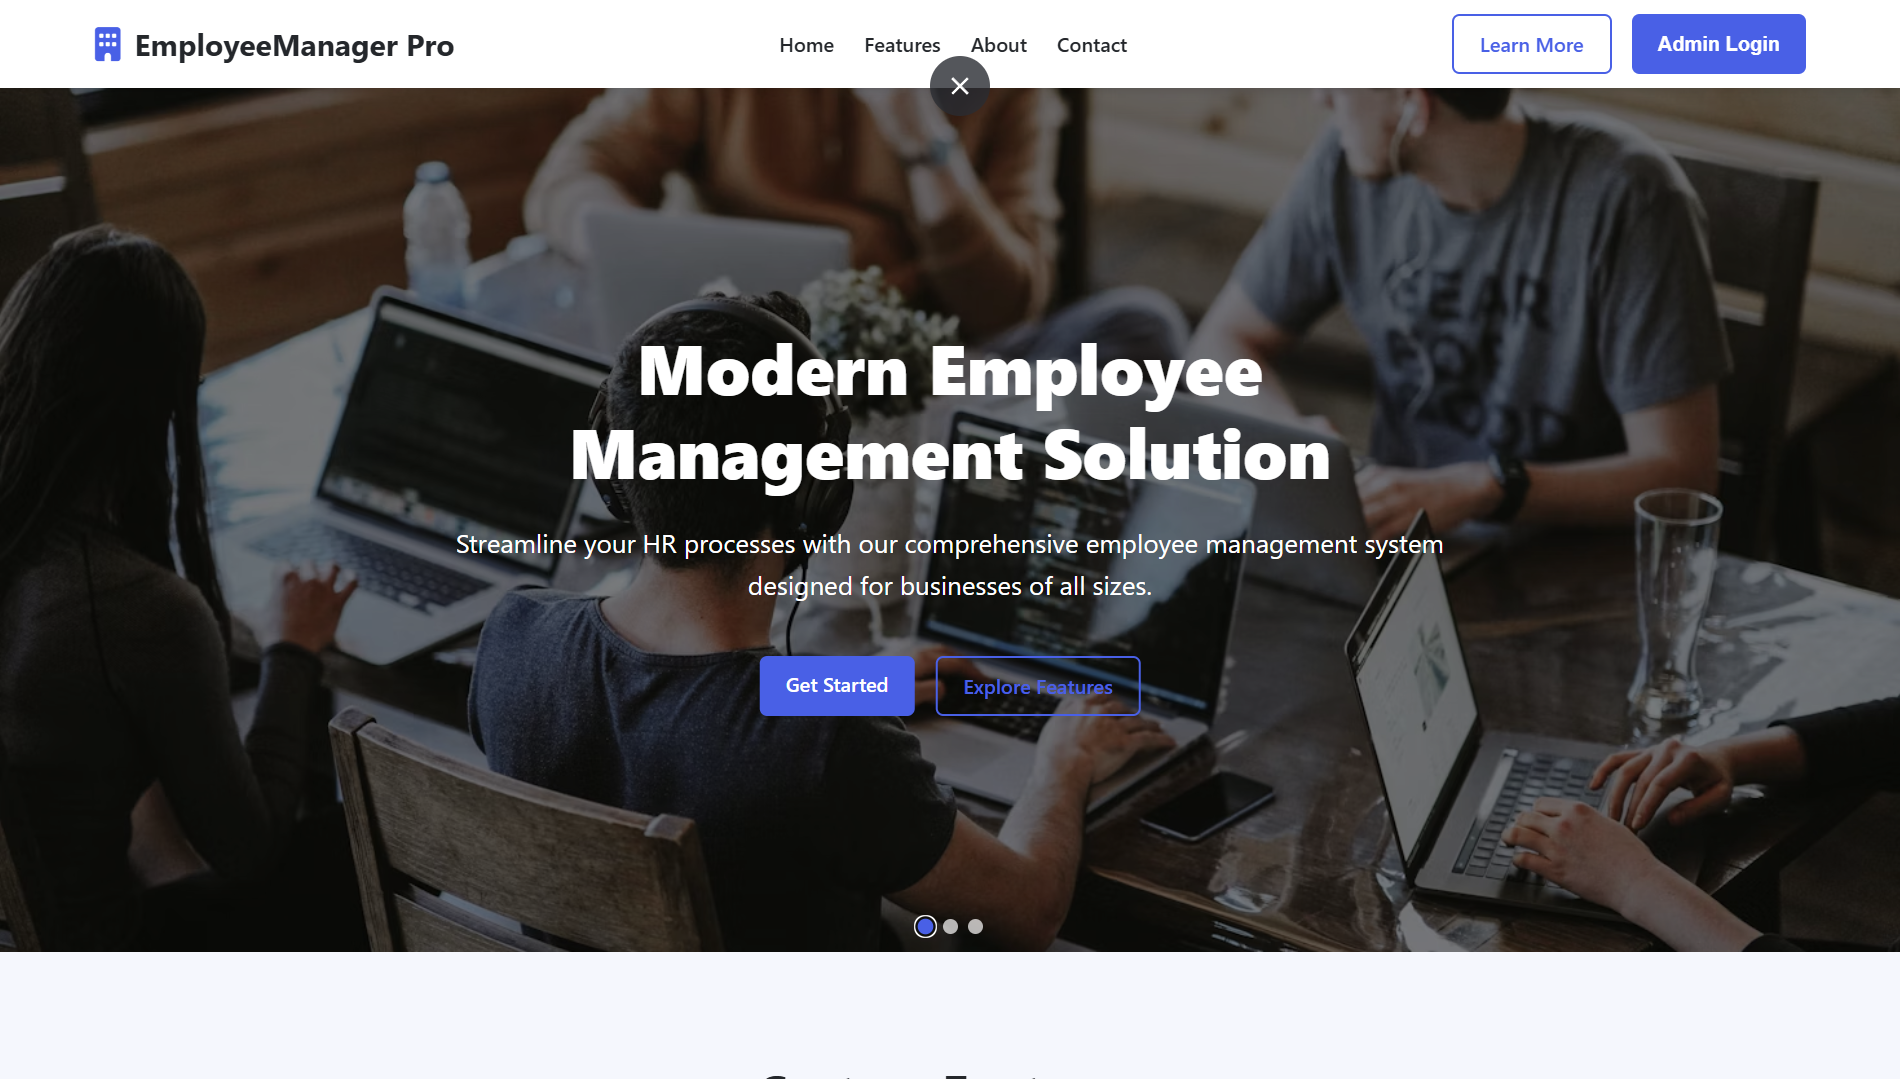 EmployeeManager Pro
Home Features About Contact
Learn More
Admin Login
Modern Employee
Management Solution
Streamline your HR processes with our comprehensive employee management system
designed for businesses of all sizes.
Get Started
Explore Features